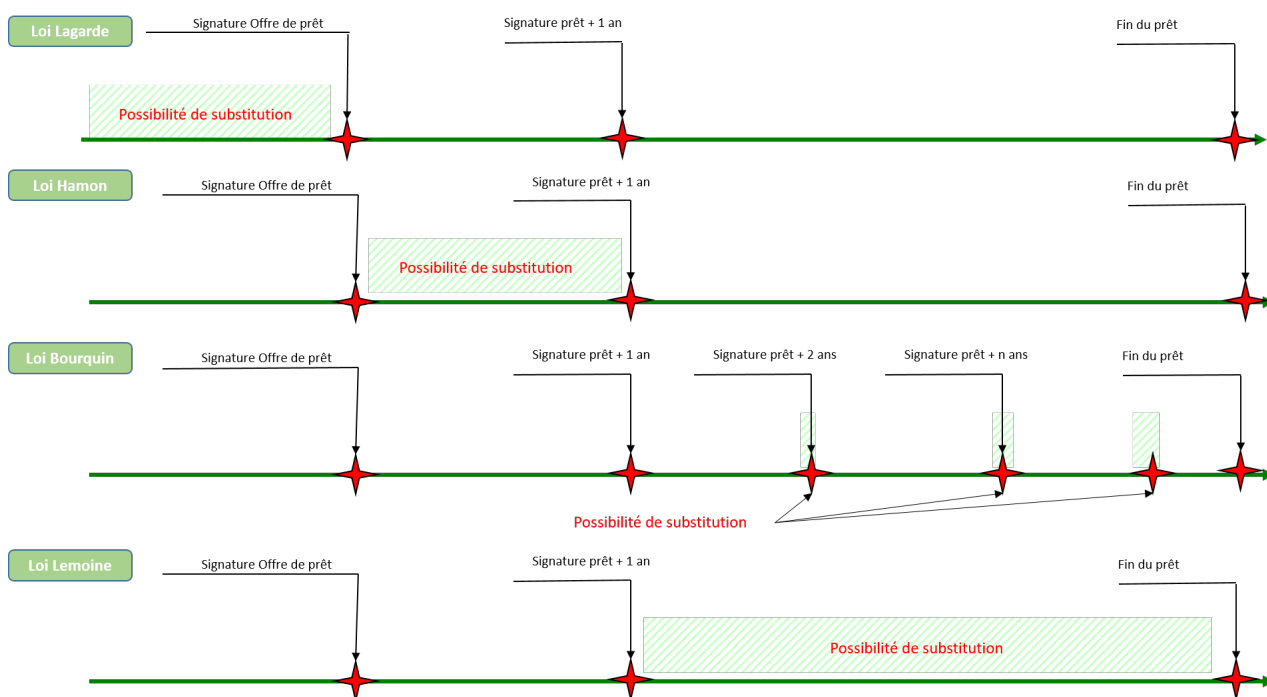 Loi Lagarde
Signature Offre de prêt
Signature prêt + 1 an
Fin du prêt
Possibilité de substitution
Loi Hamon
Signature Offre de prêt
Signature prêt + 1 an
Fin du prêt
Possibilité de substitution
Loi Bourquin
Signature Offre de prêt
Signature prêt + 1 an
Signature prêt + 2 ans
Signature prêt + n ans
Fin du prêt
Possibilité de substitution
Loi Lemoine
Signature Offre de prêt
Signature prêt + 1 an
Fin du prêt
Possibilité de substitution